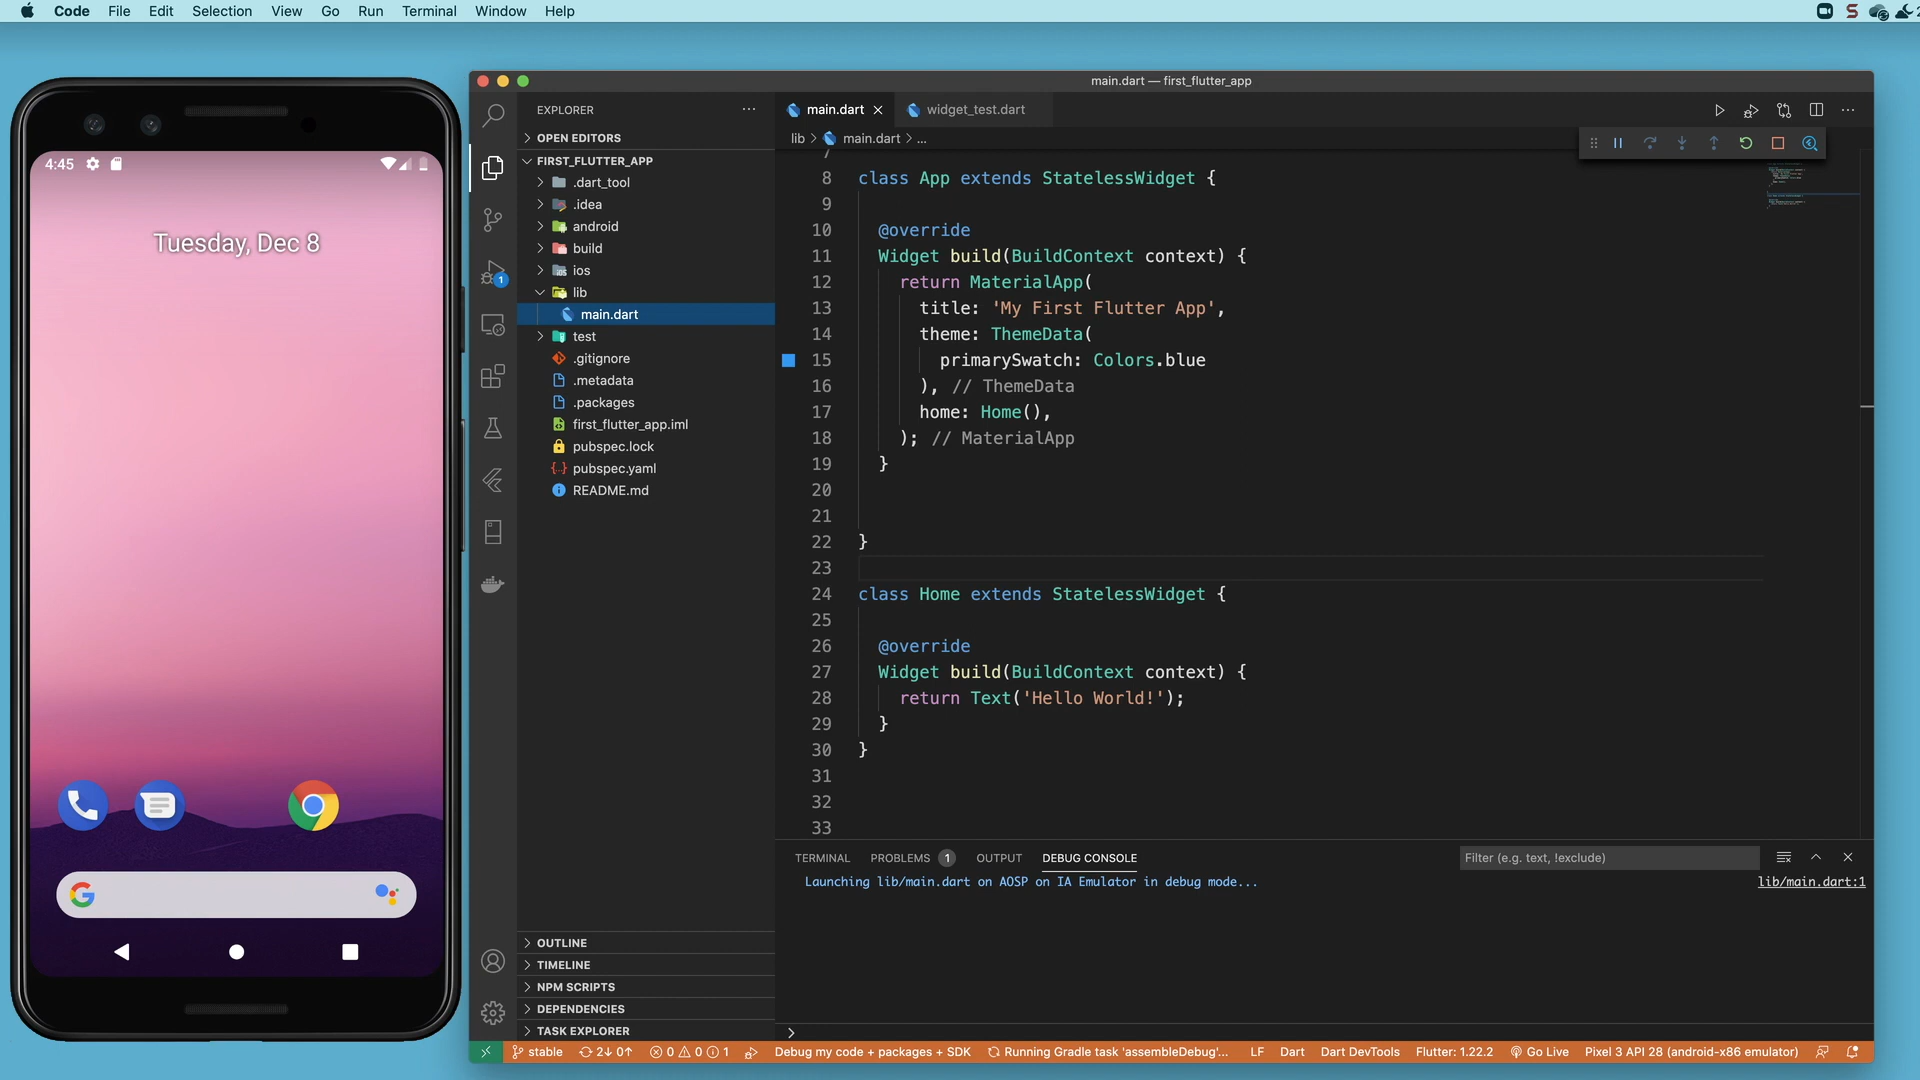 Code File Edit Selection View Go Run Terminal Window Help
4:45
Tuesday, Dec 8
main.dart — first_flutter_app
EXPLORER
OPEN EDITORS
FIRST_FLUTTER_APP
.dart_tool
.idea
android
build
ios
lib
main.dart
test
.gitignore
.metadata
.packages
first_flutter_app.iml
pubspec.lock
pubspec.yaml
README.md
OUTLINE
TIMELINE
NPM SCRIPTS
DEPENDENCIES
TASK EXPLORER
1
main.dart widget_test.dart
lib > main.dart > ...
7
8 class App extends StatelessWidget {
9
10 @override
11 Widget build(BuildContext context) {
12 return MaterialApp(
13 title: 'My First Flutter App',
14 theme: ThemeData(
15 primarySwatch: Colors.blue
16 ), // ThemeData
17 home: Home(),
18 ); // MaterialApp
19 }
20
21
22 }
23
24 class Home extends StatelessWidget {
25
26 @override
27 Widget build(BuildContext context) {
28 return Text('Hello World!');
29 }
30 }
31
32
33
TERMINAL PROBLEMS 1 OUTPUT DEBUG CONSOLE Filter (e.g. text, !exclude)
Launching lib/main.dart on AOSP on IA Emulator in debug mode... lib/main.dart:1
stable 2↓ 0↑ 0 0 1 Debug my code + packages + SDK Running Gradle task 'assembleDebug'... LF Dart Dart DevTools Flutter: 1.22.2 Go Live Pixel 3 API 28 (android-x86 emulator)